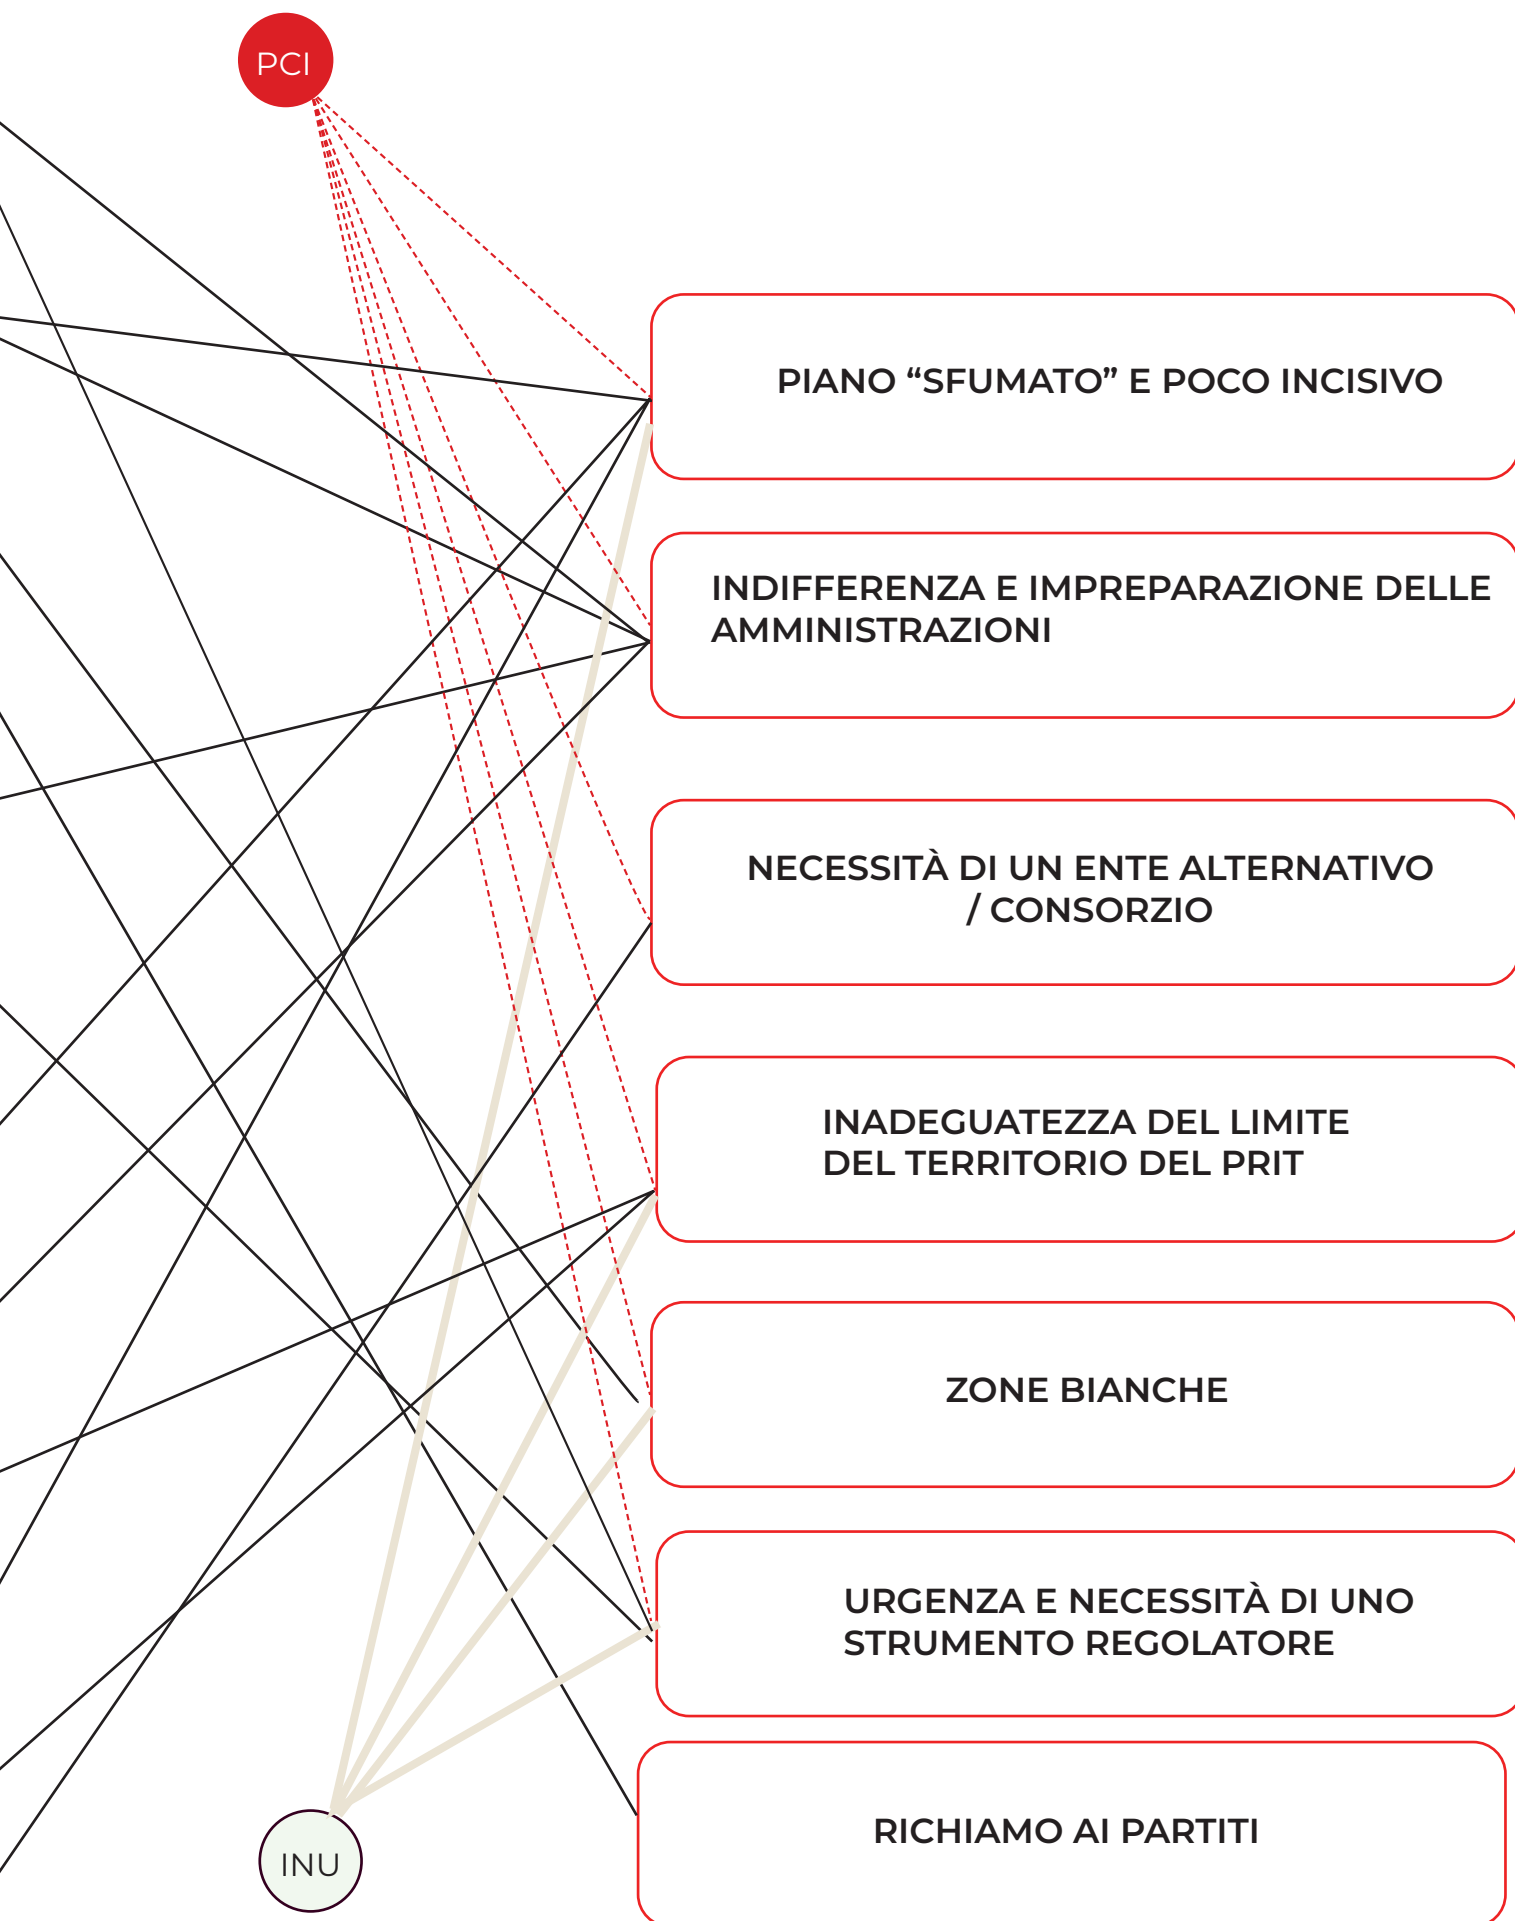 PCI
PIANO “SFUMATO” E POCO INCISIVO
INDIFFERENZA E IMPREPARAZIONE DELLE
AMMINISTRAZIONI
NECESSITÀ DI UN ENTE ALTERNATIVO
/ CONSORZIO
INADEGUATEZZA DEL LIMITE
DEL TERRITORIO DEL PRIT
ZONE BIANCHE
URGENZA E NECESSITÀ DI UNO
STRUMENTO REGOLATORE
RICHIAMO AI PARTITI
INU